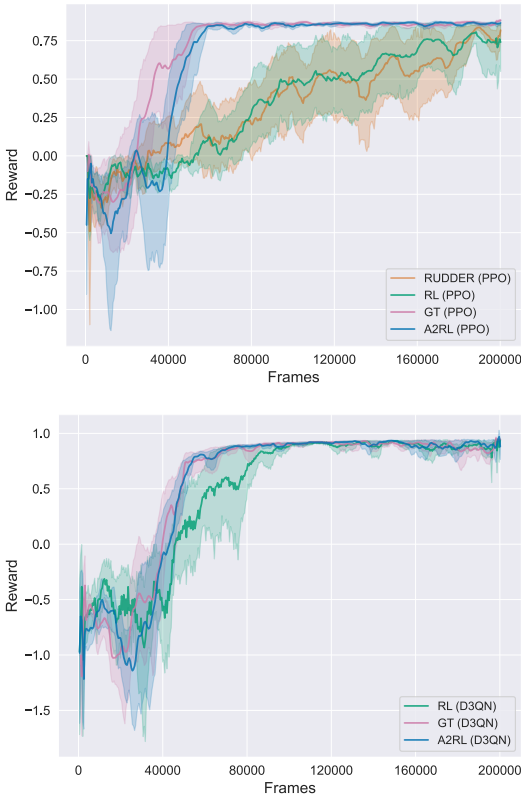 0.75
0.50
0.25
0.00
−0.25
−0.50
−0.75
−1.00
Reward
RUDDER (PPO)
RL (PPO)
GT (PPO)
A2RL (PPO)
0 40000 80000 120000 160000 200000
Frames
1.0
0.5
0.0
−0.5
−1.0
−1.5
Reward
RL (D3QN)
GT (D3QN)
A2RL (D3QN)
0 40000 80000 120000 160000 200000
Frames